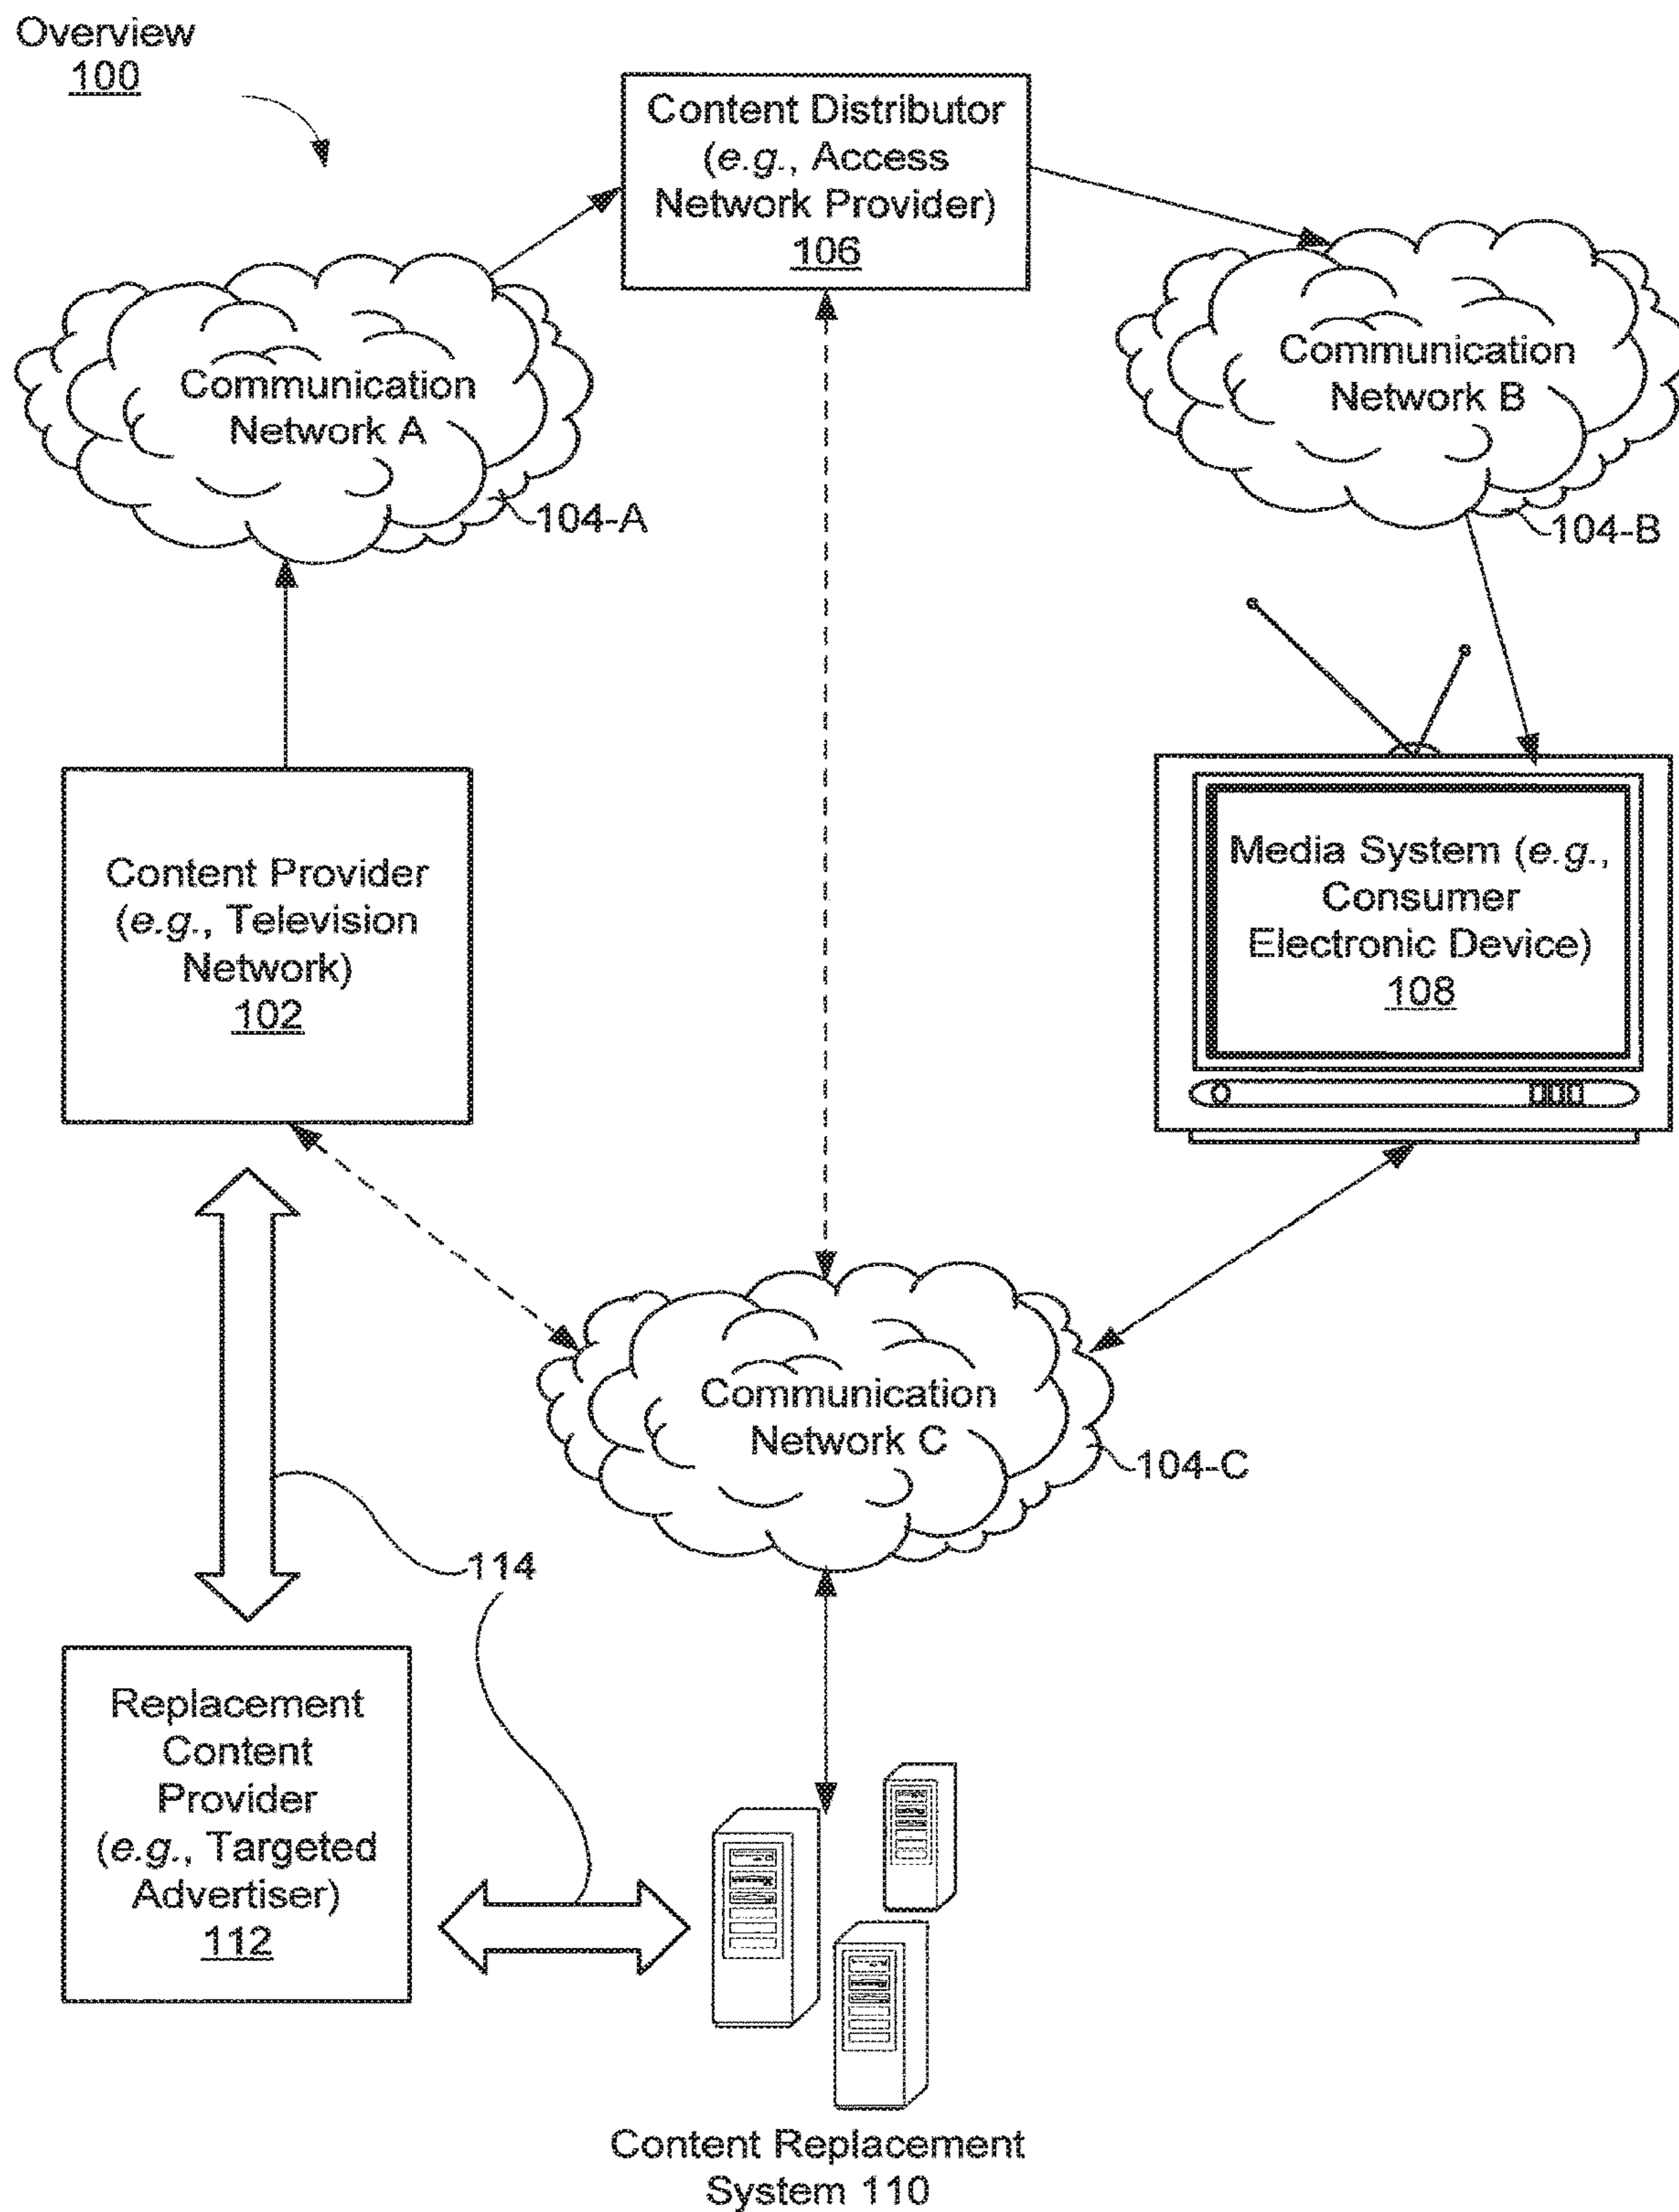 Overview
100
Content Distributor
(e.g., Access
Network Provider)
106
Communication
Network A
104-A
Communication
Network B
104-B
Content Provider
(e.g., Television
Network)
102
Media System (e.g.,
Consumer
Electronic Device)
108
Communication
Network C
104-C
114
Replacement
Content
Provider
(e.g., Targeted
Advertiser)
112
Content Replacement
System 110